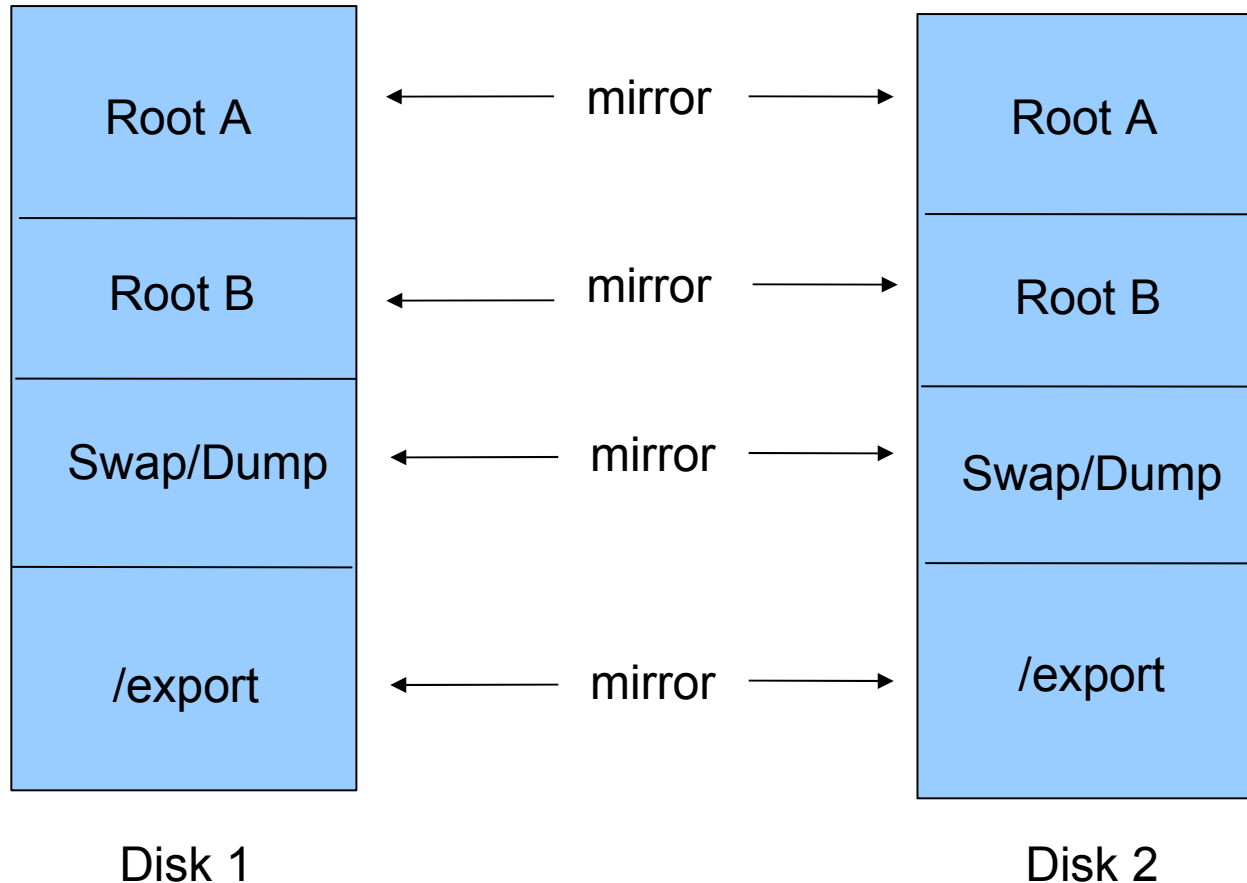 Root A
mirror
Root A
Root B
mirror
Root B
Swap/Dump
mirror
Swap/Dump
/export
mirror
/export
Disk 1
Disk 2